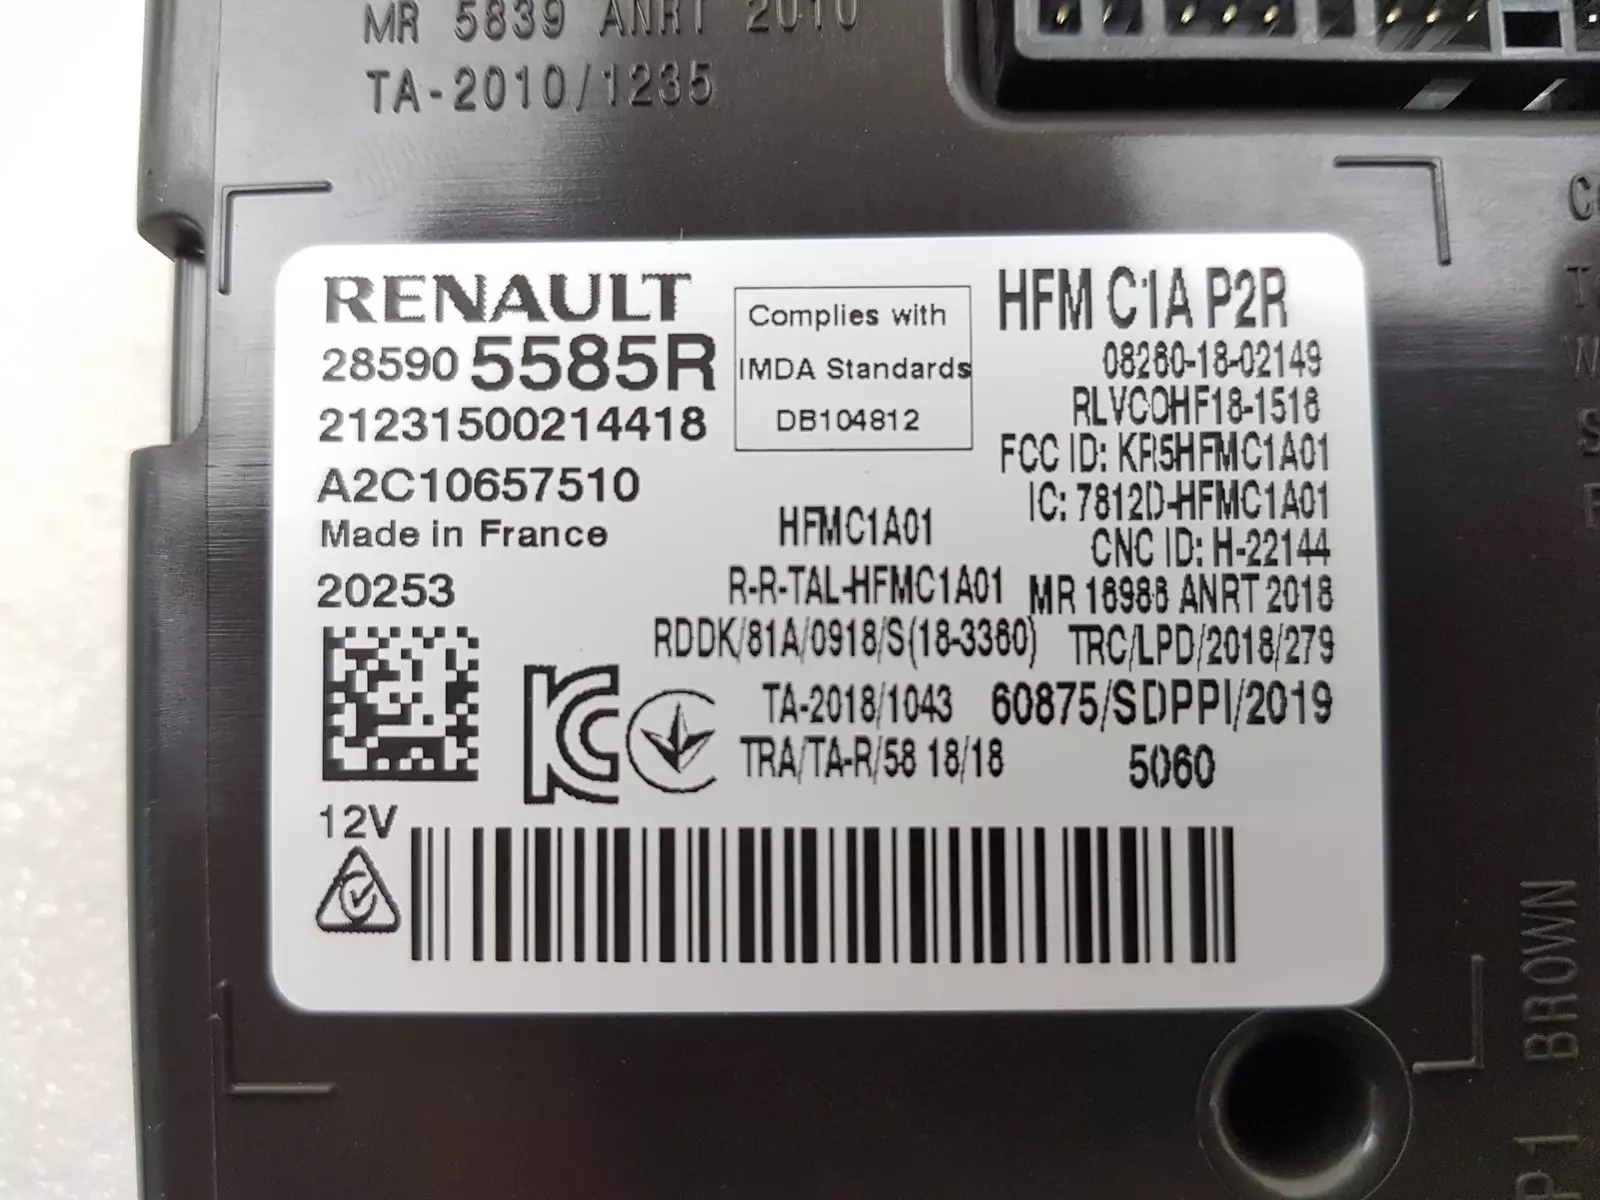 MR 5839 ANRT 2010
TA-2010/1235
RENAULT
28590 5585R
21231500214418
A2C10657510
Made in France
20253
12V
Complies with
IMDA Standards
DB104812
HFM C1A P2R
08260-18-02149
RLVCOHF18-1518
FCC ID: KR5HFMC1A01
IC: 7812D-HFMC1A01
CNC ID: H-22144
HFMC1A01
R-R-TAL-HFMC1A01
MR 16986 ANRT 2018
RDDK/81A/0918/S(18-3360)
TRC/LPD/2018/279
TA-2018/1043
60875/SDPPI/2019
TRA/TA-R/58 18/18
5060
P1 BROWN